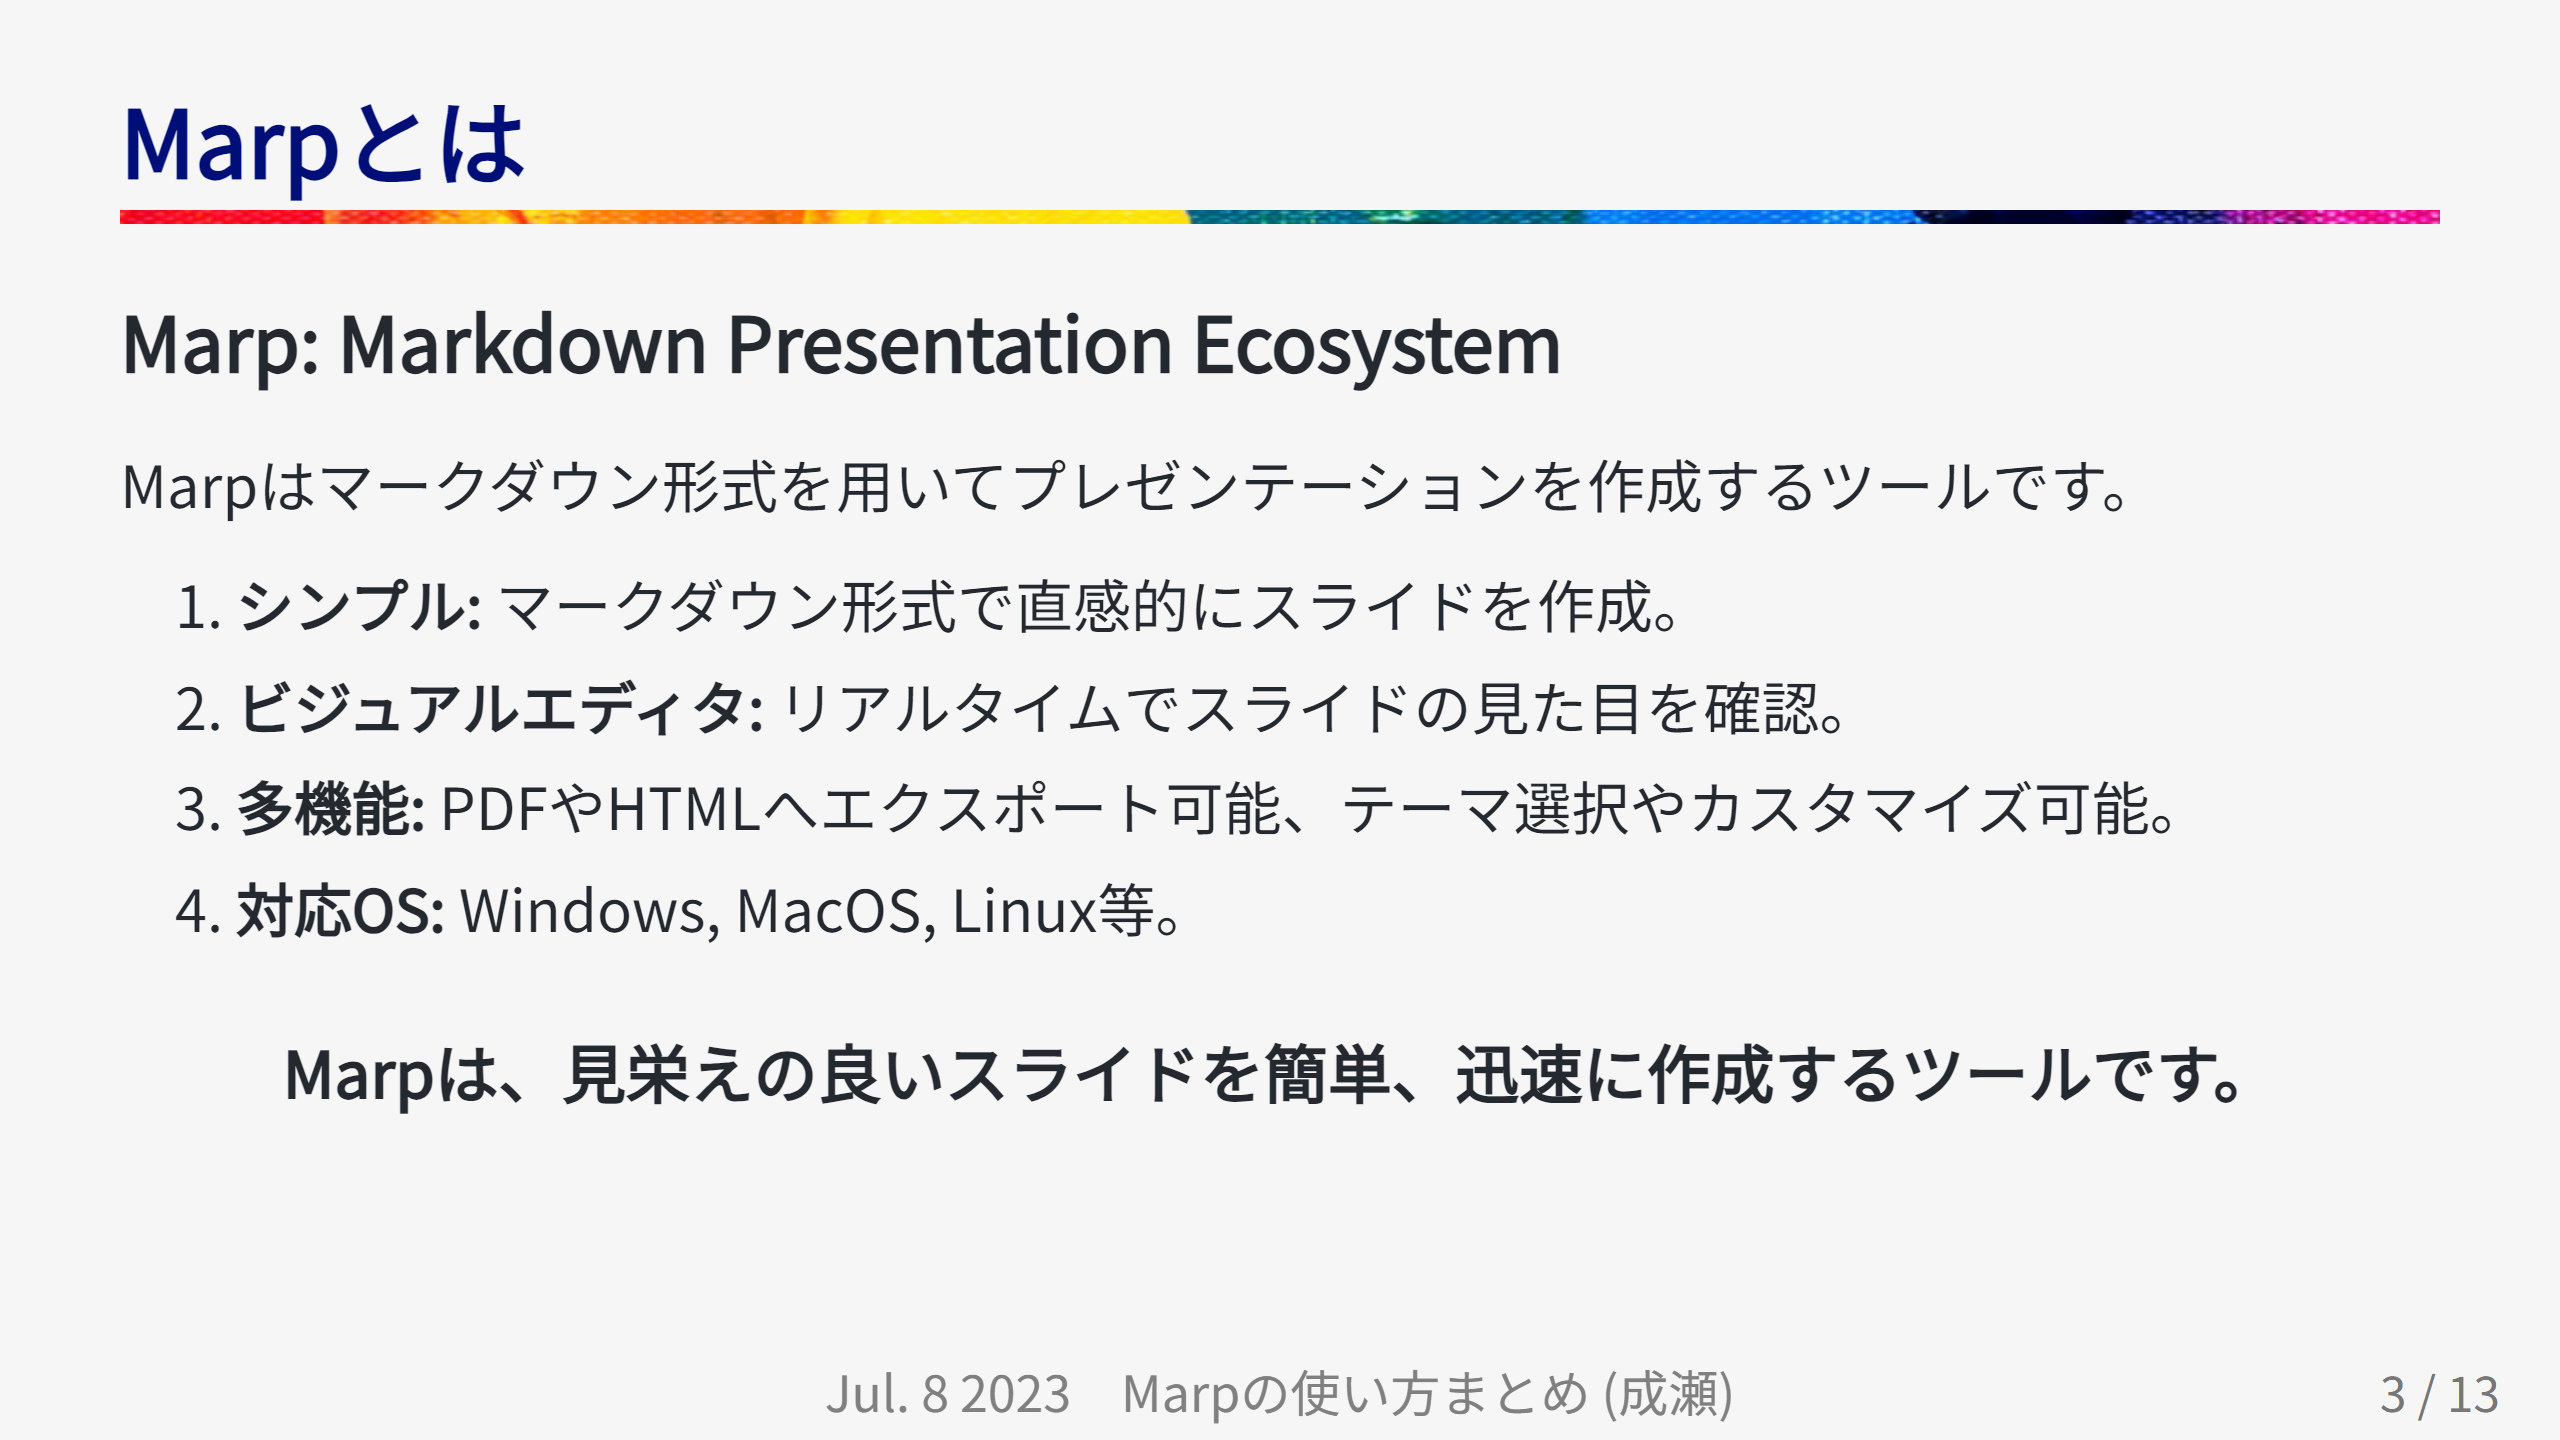 Marpとは
Marp: Markdown Presentation Ecosystem
Marpはマークダウン形式を用いてプレゼンテーションを作成するツールです。
1. シンプル: マークダウン形式で直感的にスライドを作成。
2. ビジュアルエディタ: リアルタイムでスライドの見た目を確認。
3. 多機能: PDFやHTMLへエクスポート可能、テーマ選択やカスタマイズ可能。
4. 対応OS: Windows, MacOS, Linux等。
Marpは、見栄えの良いスライドを簡単、迅速に作成するツールです。
Jul. 8 2023　Marpの使い方まとめ (成瀬)
3 / 13